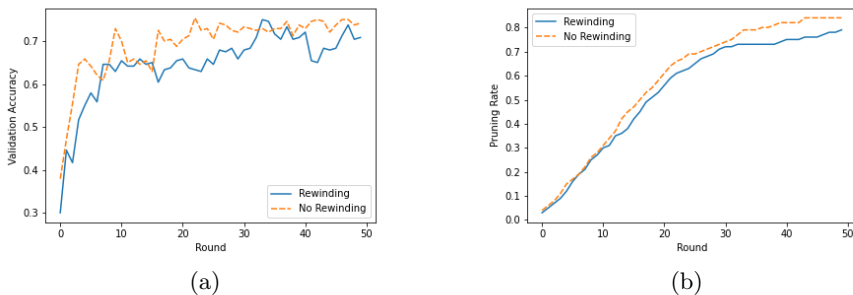 0.7
0.6
0.5
0.4
0.3
Validation Accuracy
Rewinding
No Rewinding
0 10 20 30 40 50
Round
(a)
Rewinding
No Rewinding
0.8
0.7
0.6
0.5
0.4
0.3
0.2
0.1
0.0
Pruning Rate
0 10 20 30 40 50
Round
(b)